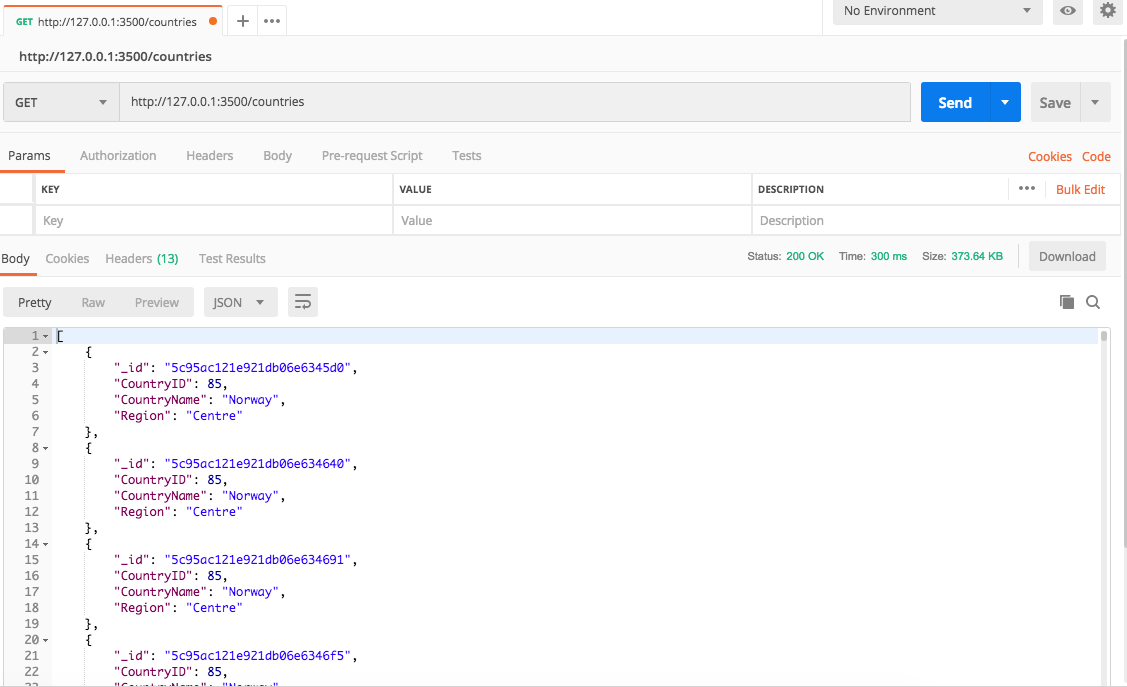 GET http://127.0.0.1:3500/countries
No Environment
http://127.0.0.1:3500/countries
GET http://127.0.0.1:3500/countries Send Save
Params Authorization Headers Body Pre-request Script Tests Cookies Code
KEY VALUE DESCRIPTION Bulk Edit
Key Value Description
Body Cookies Headers (13) Test Results Status: 200 OK Time: 300 ms Size: 373.64 KB Download
Pretty Raw Preview JSON
1 [
2 {
3 "_id": "5c95ac121e921db06e6345d0",
4 "CountryID": 85,
5 "CountryName": "Norway",
6 "Region": "Centre"
7 },
8 {
9 "_id": "5c95ac121e921db06e634640",
10 "CountryID": 85,
11 "CountryName": "Norway",
12 "Region": "Centre"
13 },
14 {
15 "_id": "5c95ac121e921db06e634691",
16 "CountryID": 85,
17 "CountryName": "Norway",
18 "Region": "Centre"
19 },
20 {
21 "_id": "5c95ac121e921db06e6346f5",
22 "CountryID": 85,
23 "CountryName": "Norway"